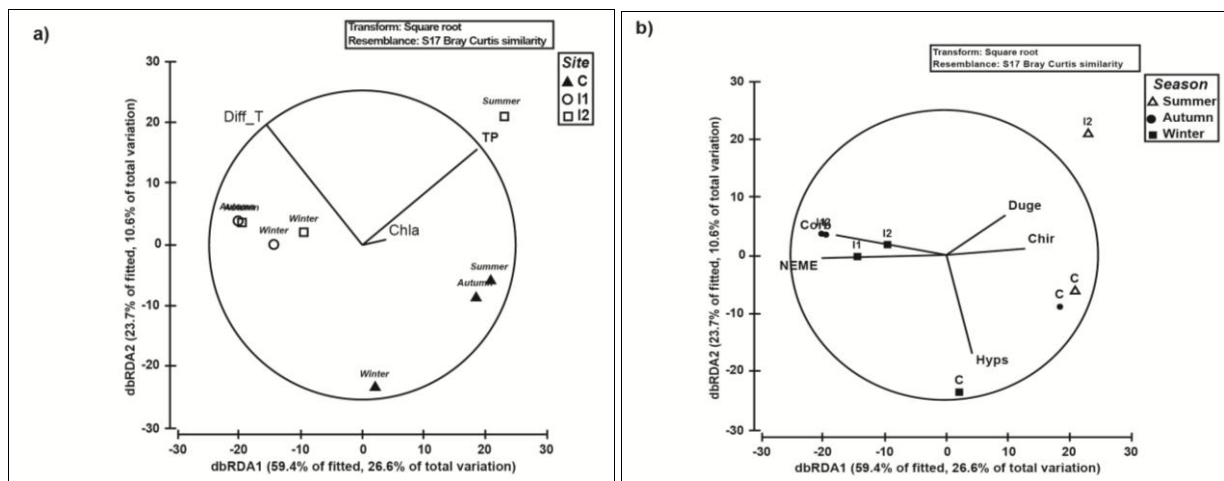 a)
Transform: Square root
Resemblance: S17 Bray Curtis similarity
Site
C
I1
I2
30
20
10
0
-10
-20
-30
dbRDA2 (23.7% of fitted, 10.6% of total variation)
Diff_T
Summer
TP
Autumn
Winter
Winter
Chla
Summer
Autumn
Winter
-30
-20
-10
0
10
20
30
dbRDA1 (59.4% of fitted, 26.6% of total variation)
b)
Transform: Square root
Resemblance: S17 Bray Curtis similarity
Season
Summer
Autumn
Winter
30
20
10
0
-10
-20
-30
dbRDA2 (23.7% of fitted, 10.6% of total variation)
I2
Duge
Corb
I2
Chir
I1
NEME
C
C
Hyps
C
-30
-20
-10
0
10
20
30
dbRDA1 (59.4% of fitted, 26.6% of total variation)